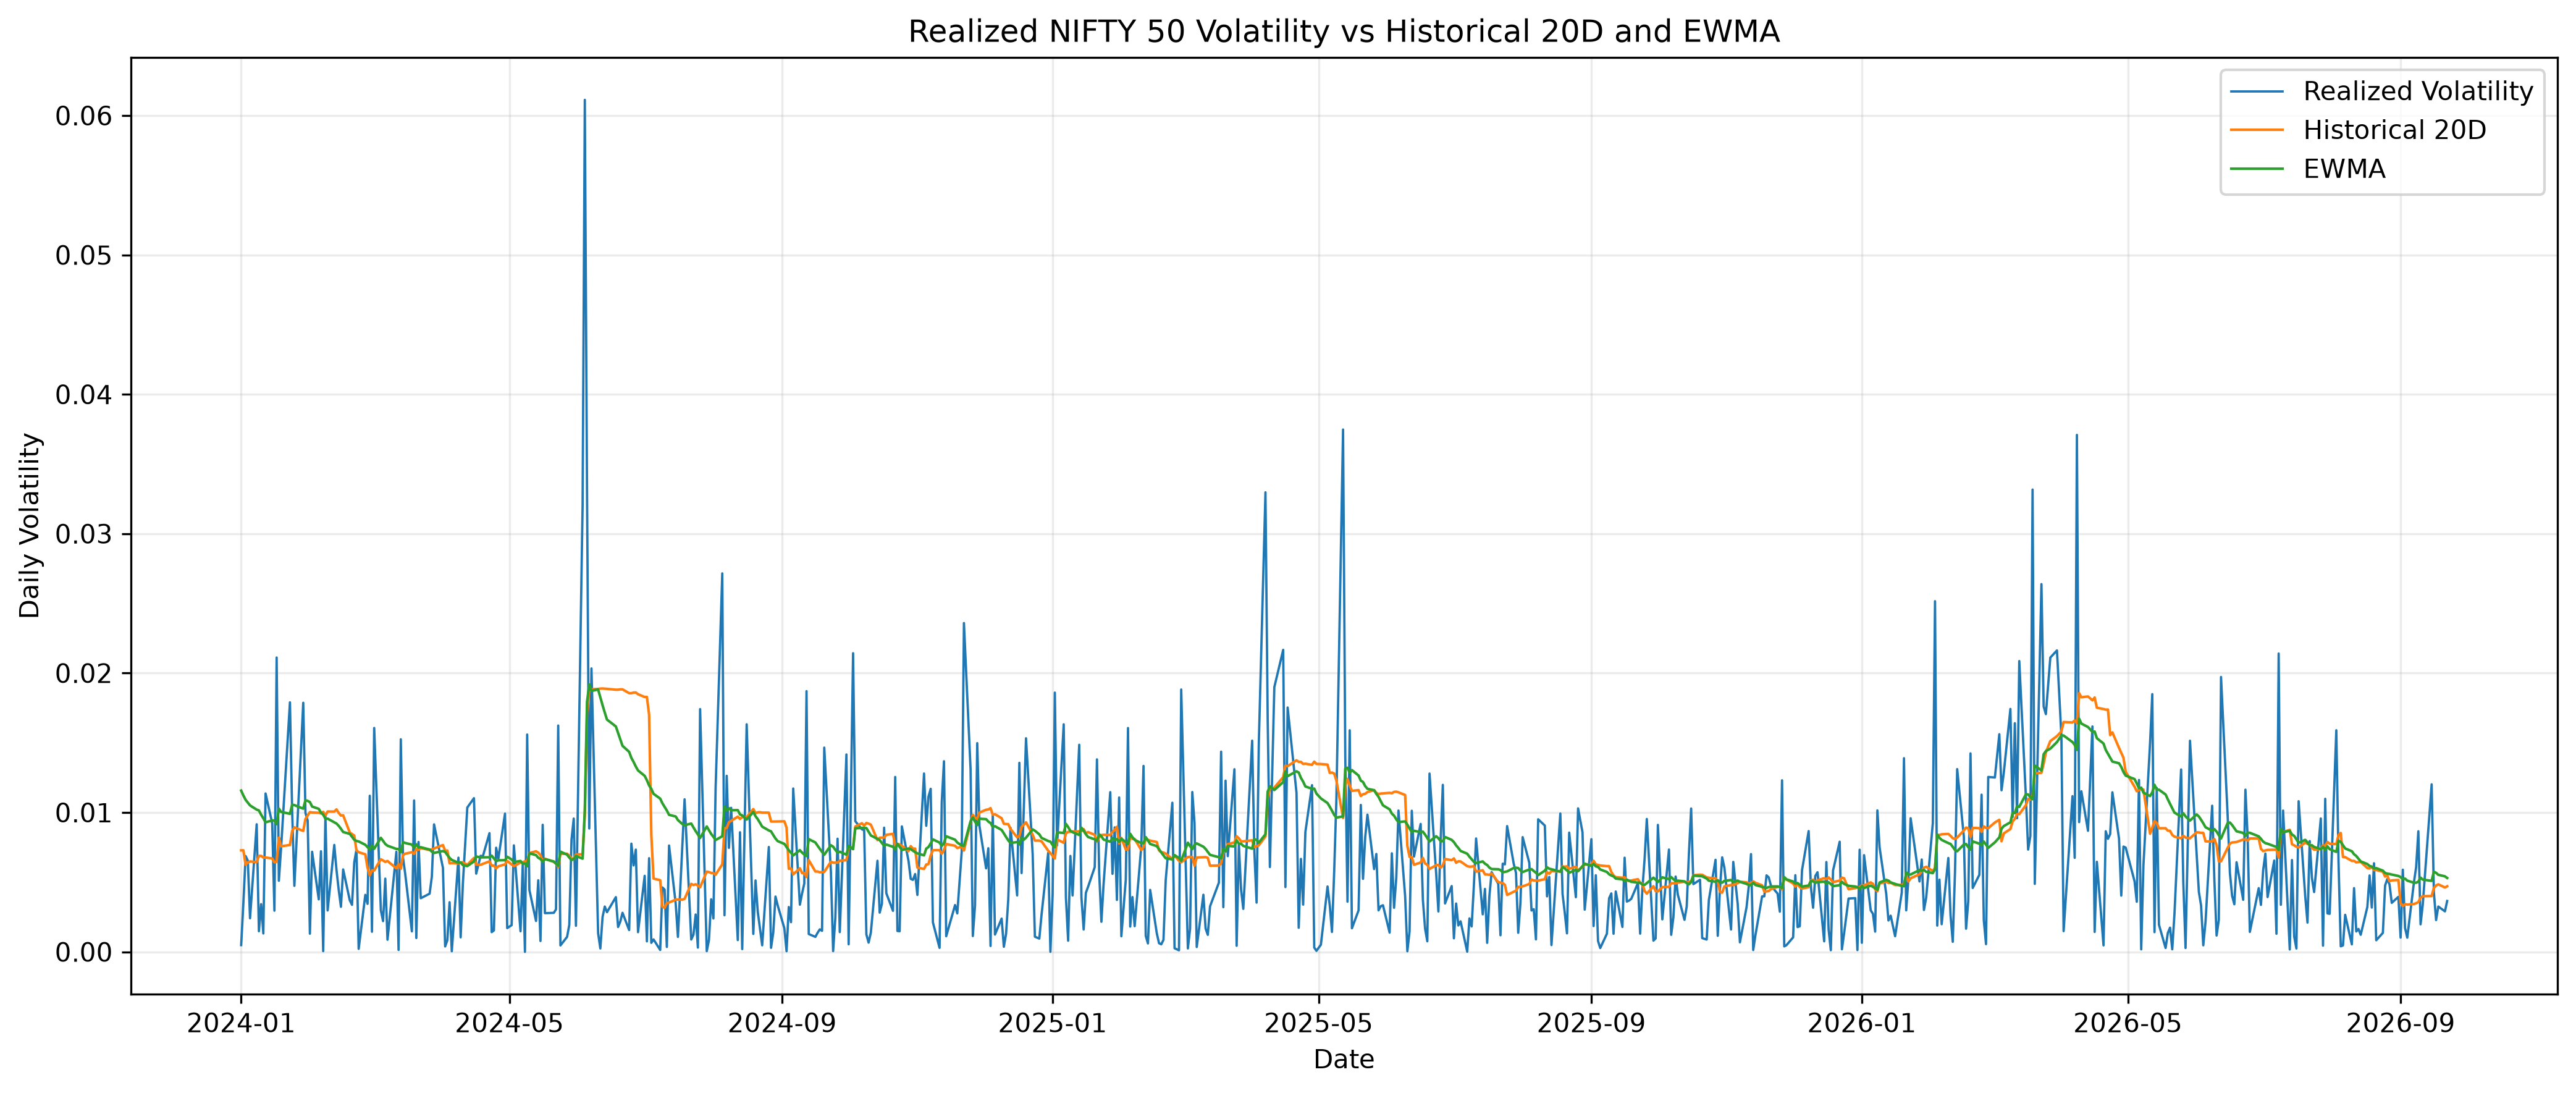 Realized NIFTY 50 Volatility vs Historical 20D and EWMA
Realized Volatility
Historical 20D
EWMA
Daily Volatility
0.06
0.05
0.04
0.03
0.02
0.01
0.00
2024-01 2024-05 2024-09 2025-01 2025-05 2025-09 2026-01 2026-05 2026-09
Date